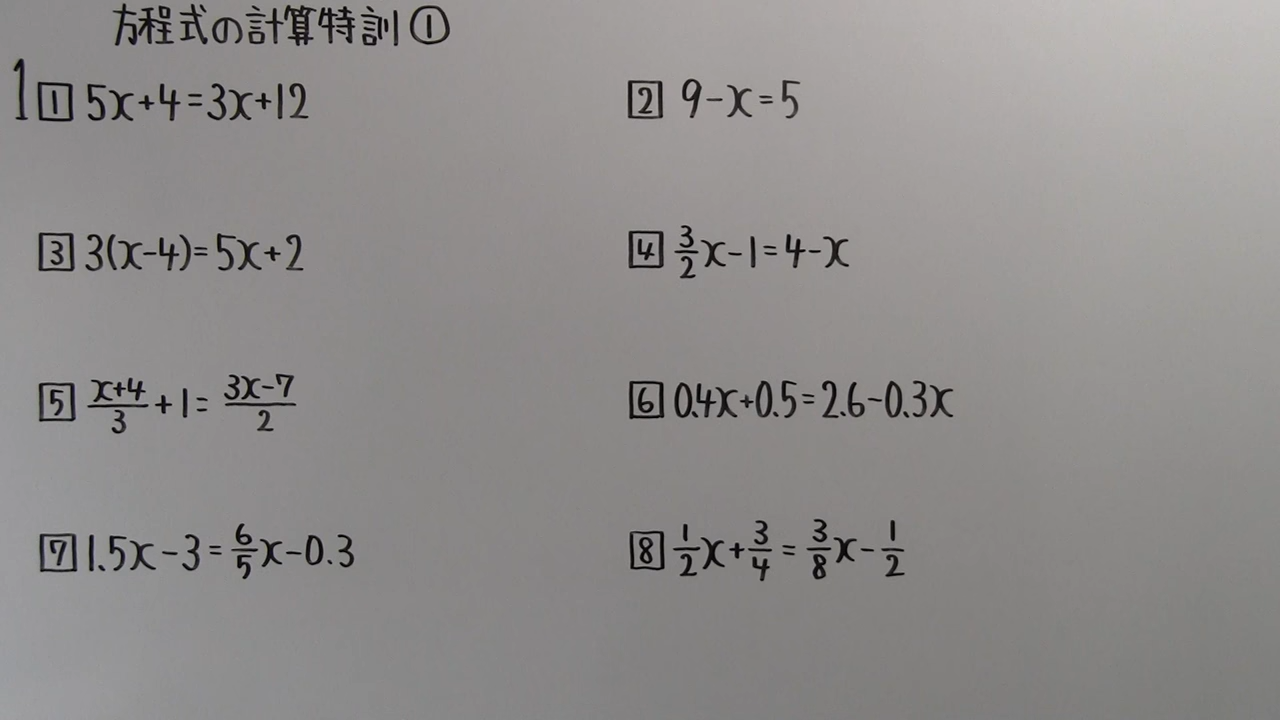 方程式の計算特訓①
1 1 5x+4=3x+12
2 9-x=5
3 3(x-4)=5x+2
4 3/2x-1=4-x
5 x+4/3+1=3x-7/2
6 0.4x+0.5=2.6-0.3x
7 1.5x-3=6/5x-0.3
8 1/2x+3/4=3/8x-1/2